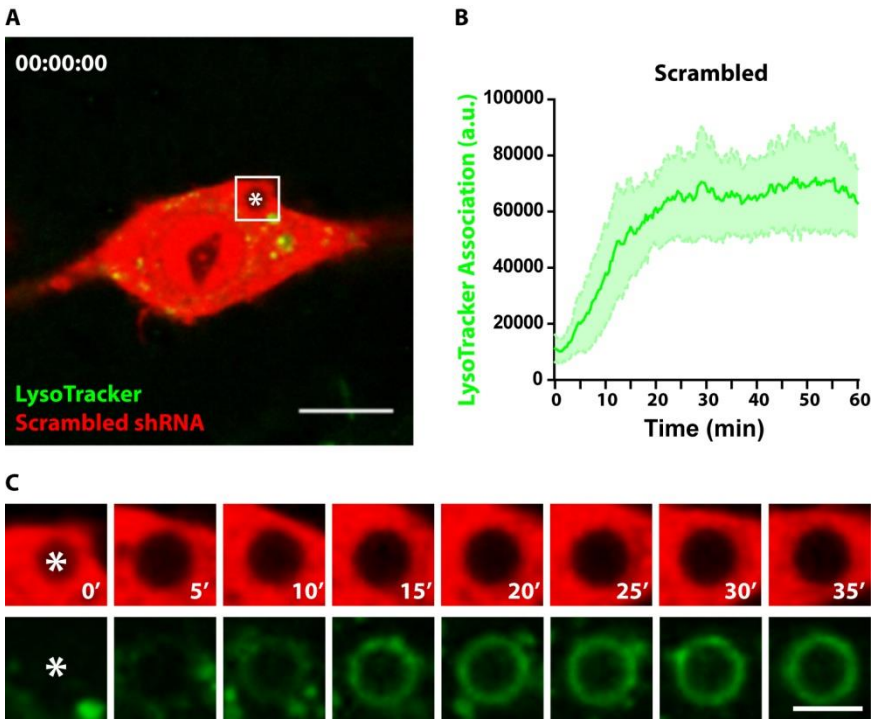 A
00:00:00
*
LysoTracker
Scrambled shRNA
B
Scrambled
LysoTracker Association (a.u.)
100000
80000
60000
40000
20000
0
0 10 20 30 40 50 60
Time (min)
C
* 0′ 5′ 10′ 15′ 20′ 25′ 30′ 35′
*